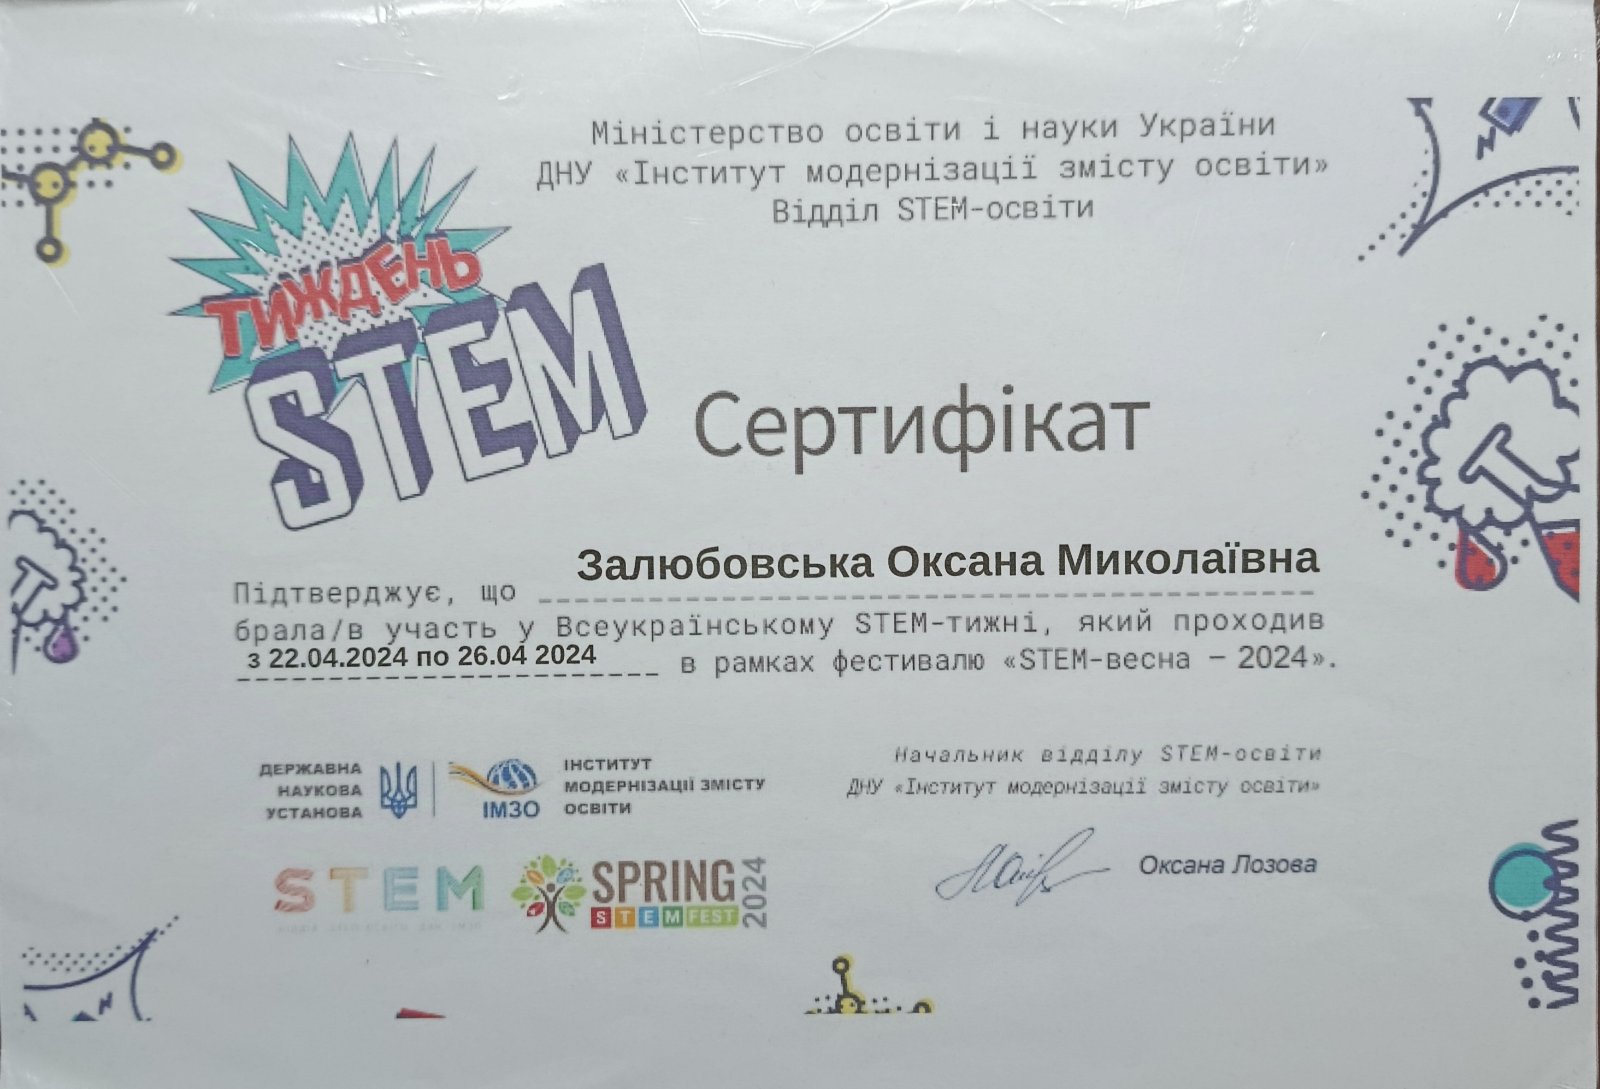 Міністерство освіти і науки України
ДНУ «Інститут модернізації змісту освіти»
Відділ STEM-освіти
ТИЖДЕНЬ
STEM
Сертифікат
Залюбовська Оксана Миколаївна
Підтверджує, що
брала/в участь у Всеукраїнському STEM-тижні, який проходив
з 22.04.2024 по 26.04 2024
в рамках фестивалю «STEM-весна – 2024».
Начальник відділу STEM-освіти
ДНУ «Інститут модернізації змісту освіти»
Оксана Лозова
ДЕРЖАВНА
НАУКОВА
УСТАНОВА
ІМЗО
ІНСТИТУТ
МОДЕРНІЗАЦІЇ ЗМІСТУ
ОСВІТИ
STEM
SPRING
STEM FEST
2024